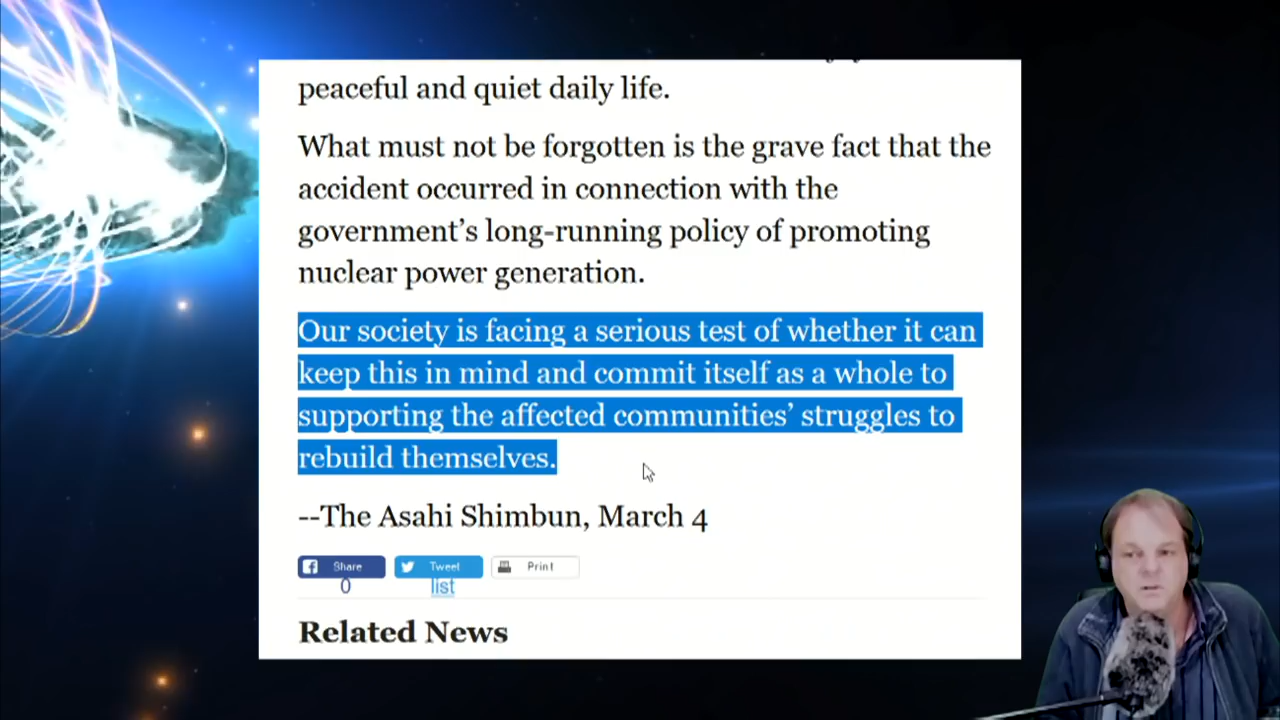 peaceful and quiet daily life.
What must not be forgotten is the grave fact that the
accident occurred in connection with the
government’s long-running policy of promoting
nuclear power generation.
Our society is facing a serious test of whether it can
keep this in mind and commit itself as a whole to
supporting the affected communities’ struggles to
rebuild themselves.
--The Asahi Shimbun, March 4
Share
Tweet
Print
0
list
Related News